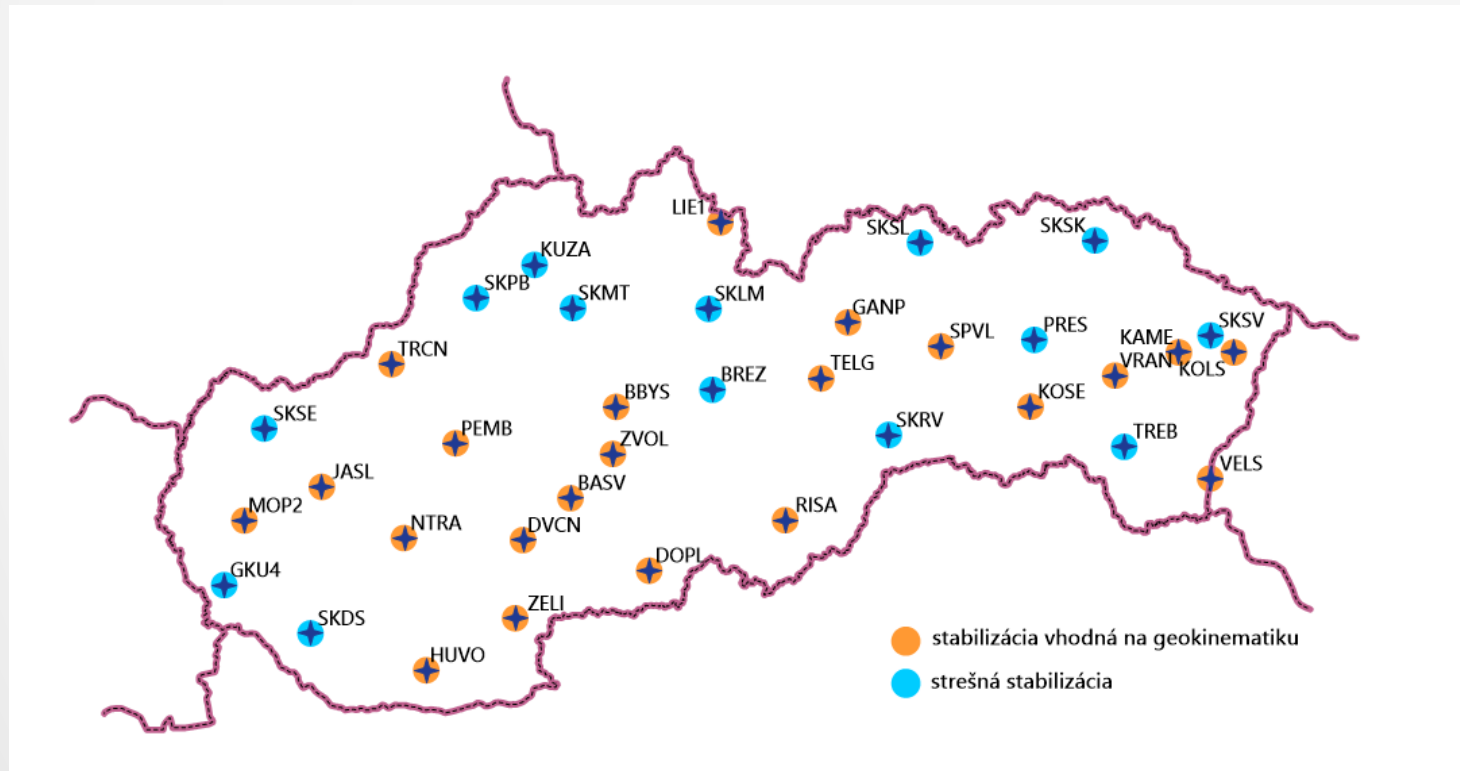 LIE1
SKSL
SKSK
KUZA
SKPB
SKMT
SKLM
GANP
SPVL
PRES
SKSV
KAME
KOLS
VRAN
TRCN
TELG
BREZ
BBYS
KOSE
SKSE
SKRV
PEMB
ZVOL
TREB
VELS
JASL
BASV
MOP2
NTRA
DVCN
RISA
DOPL
GKU4
ZELI
SKDS
HUVO
stabilizácia vhodná na geokinematiku
strešná stabilizácia